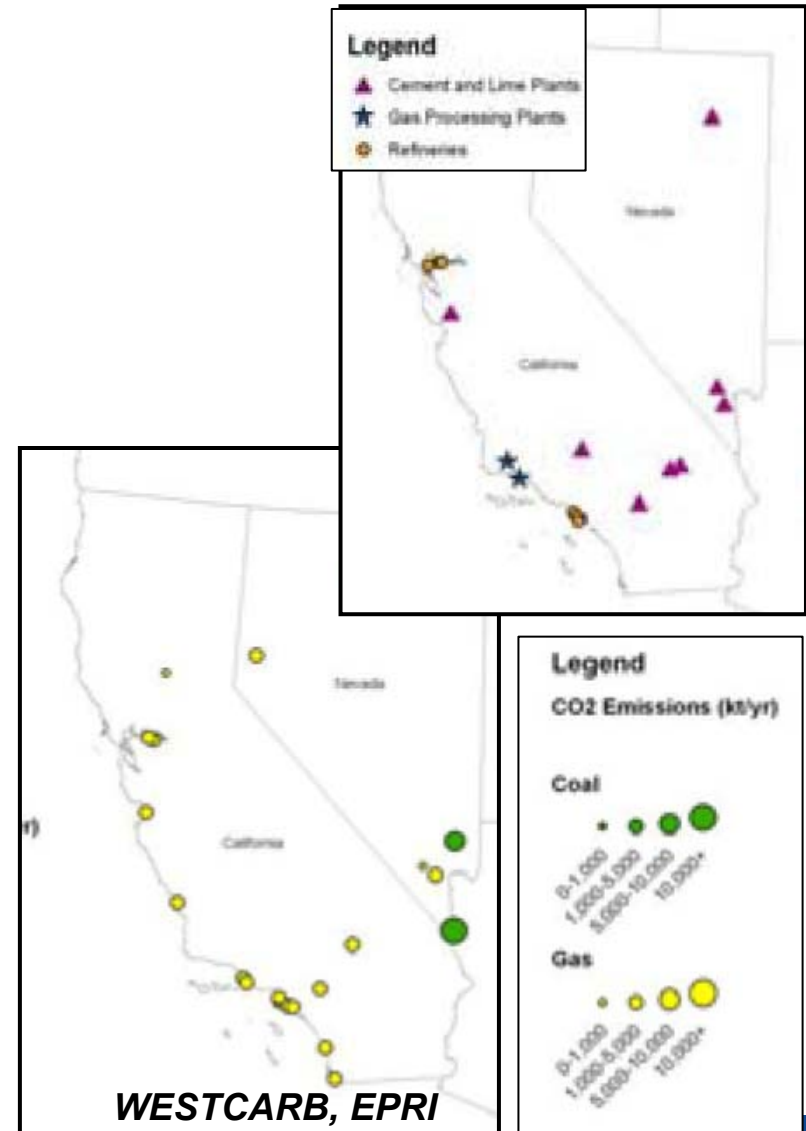 Legend
Cement and Lime Plants
Gas Processing Plants
Refineries
Nevada
California
Nevada
California
r)
WESTCARB, EPRI
Legend
CO2 Emissions (kt/yr)
Coal
0-1,000
1,000-5,000
5,000-10,000
10,000+
Gas
0-1,000
1,000-5,000
5,000-10,000
10,000+